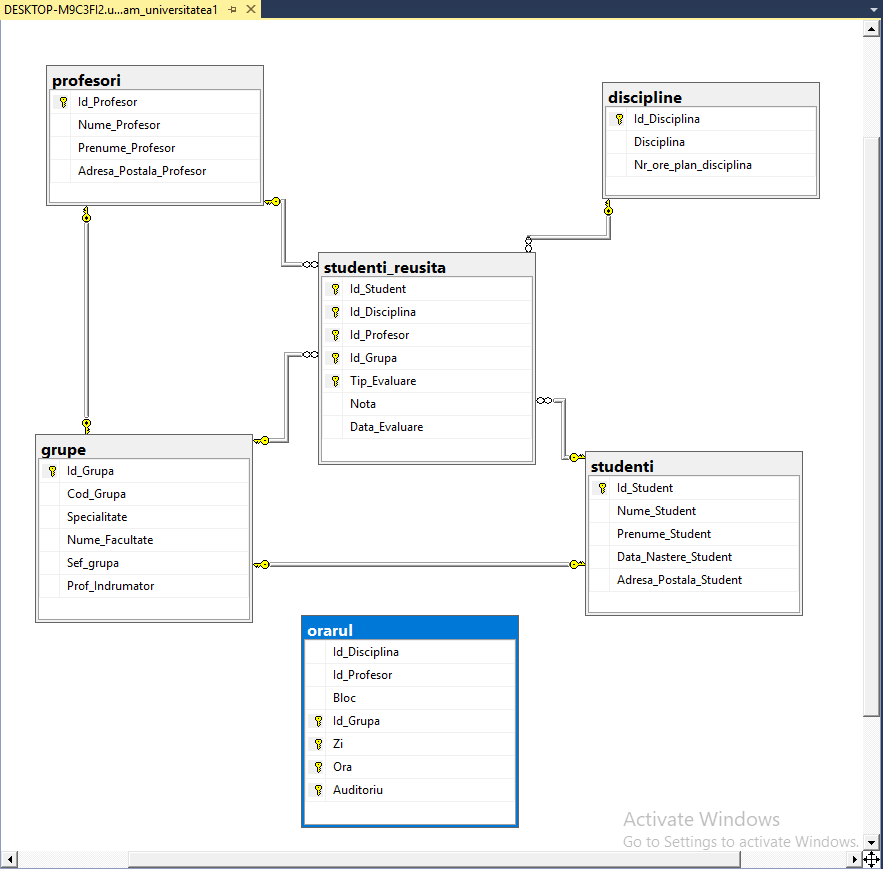 DESKTOP-M9C3FI2.u...am_universitatea1
profesori
Id_Profesor
Nume_Profesor
Prenume_Profesor
Adresa_Postala_Profesor
discipline
Id_Disciplina
Disciplina
Nr_ore_plan_disciplina
studenti_reusita
Id_Student
Id_Disciplina
Id_Profesor
Id_Grupa
Tip_Evaluare
Nota
Data_Evaluare
grupe
Id_Grupa
Cod_Grupa
Specialitate
Nume_Facultate
Sef_grupa
Prof_Indrumator
studenti
Id_Student
Nume_Student
Prenume_Student
Data_Nastere_Student
Adresa_Postala_Student
orarul
Id_Disciplina
Id_Profesor
Bloc
Id_Grupa
Zi
Ora
Auditoriu
Activate Windows
Go to Settings to activate Windows.